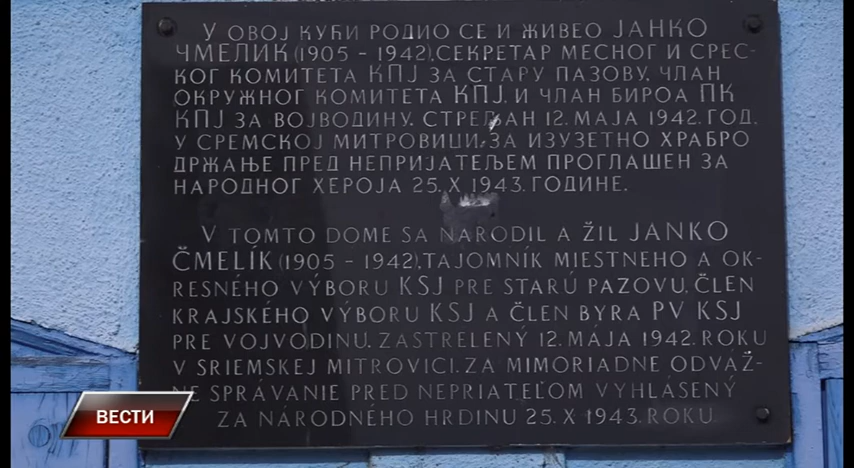 У ОВОЈ КУЋИ РОДИО СЕ И ЖИВЕО ЈАНКО
ЧМЕЛИК (1905 - 1942), СЕКРЕТАР МЕСНОГ И СРЕС-
КОГ КОМИТЕТА КПЈ ЗА СТАРУ ПАЗОВУ, ЧЛАН
ОКРУЖНОГ КОМИТЕТА КПЈ, И ЧЛАН БИРОА ПК
КПЈ ЗА ВОЈВОДИНУ. СТРЕЉАН 12. МАЈА 1942. ГОД.
У СРЕМСКОЈ МИТРОВИЦИ, ЗА ИЗУЗЕТНО ХРАБРО
ДРЖАЊЕ ПРЕД НЕПРИЈАТЕЉЕМ ПРОГЛАШЕН ЗА
НАРОДНОГ ХЕРОЈА 25. X 1943. ГОДИНЕ.
V TOMTO DOME SA NARODIL A ŽIL JANKO
ČMELÍK (1905 - 1942), TAJOMNÍK MIESTNEHO A OK-
RESNÉHO VÝBORU KSJ PRE STARÚ PAZOVU, ČLEN
KRAJSKÉHO VÝBORU KSJ A ČLEN BYRA PV KSJ
PRE VOJVODINU. ZASTRELENÝ 12. MÁJA 1942. ROKU
V SRIEMSKEJ MITROVICI. ZA MIMORIADNE ODVÁŽ-
NE SPRÁVANIE PRED NEPRIATEĽOM VYHLÁSENÝ
ZA NÁRODNÉHO HRDINU 25. X 1943. ROKU.
ВЕСТИ